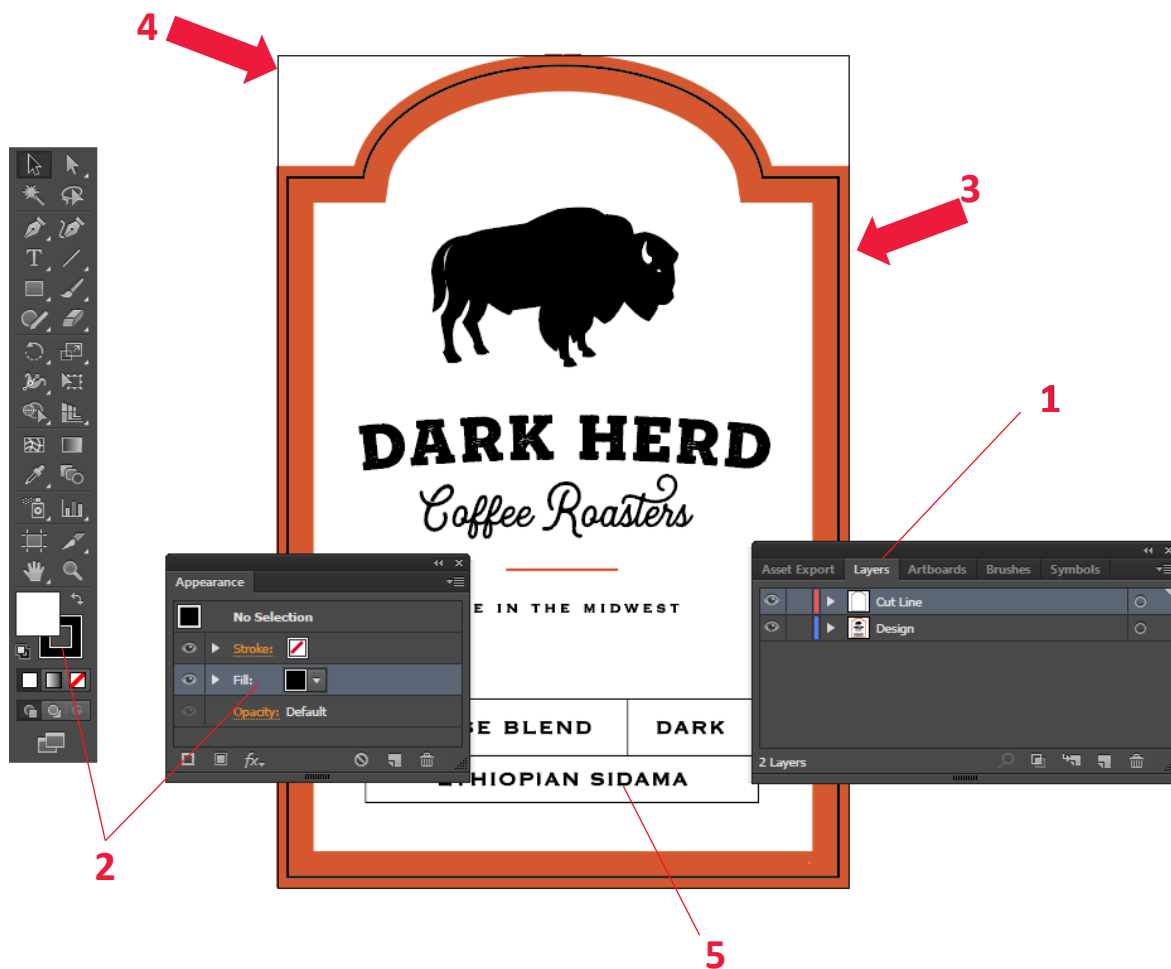 4
3
1
DARK HERD
Coffee Roasters
E IN THE MIDWEST
SE BLEND
DARK
THIOPIAN SIDAMA
Appearance
No Selection
Stroke:
Fill:
Opacity: Default
fx
Asset Export Layers Artboards Brushes Symbols
Cut Line
Design
2 Layers
2
5